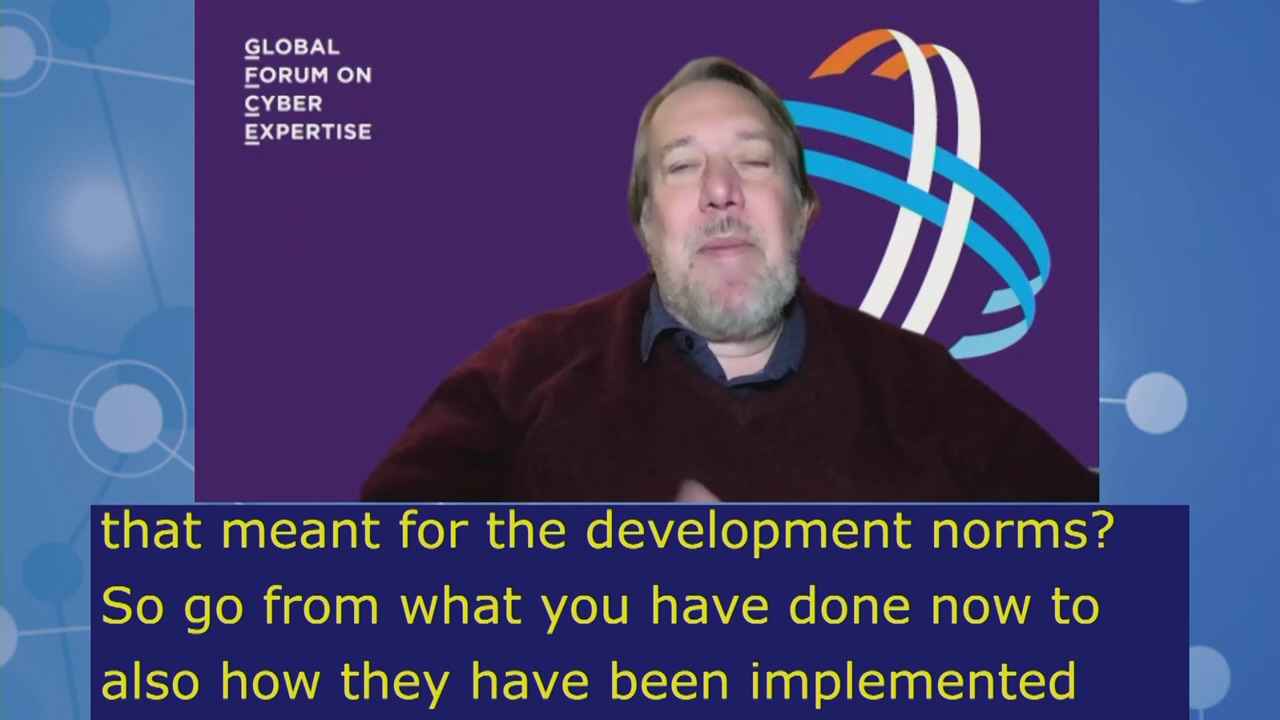 GLOBAL
FORUM ON
CYBER
EXPERTISE
that meant for the development norms?
So go from what you have done now to
also how they have been implemented